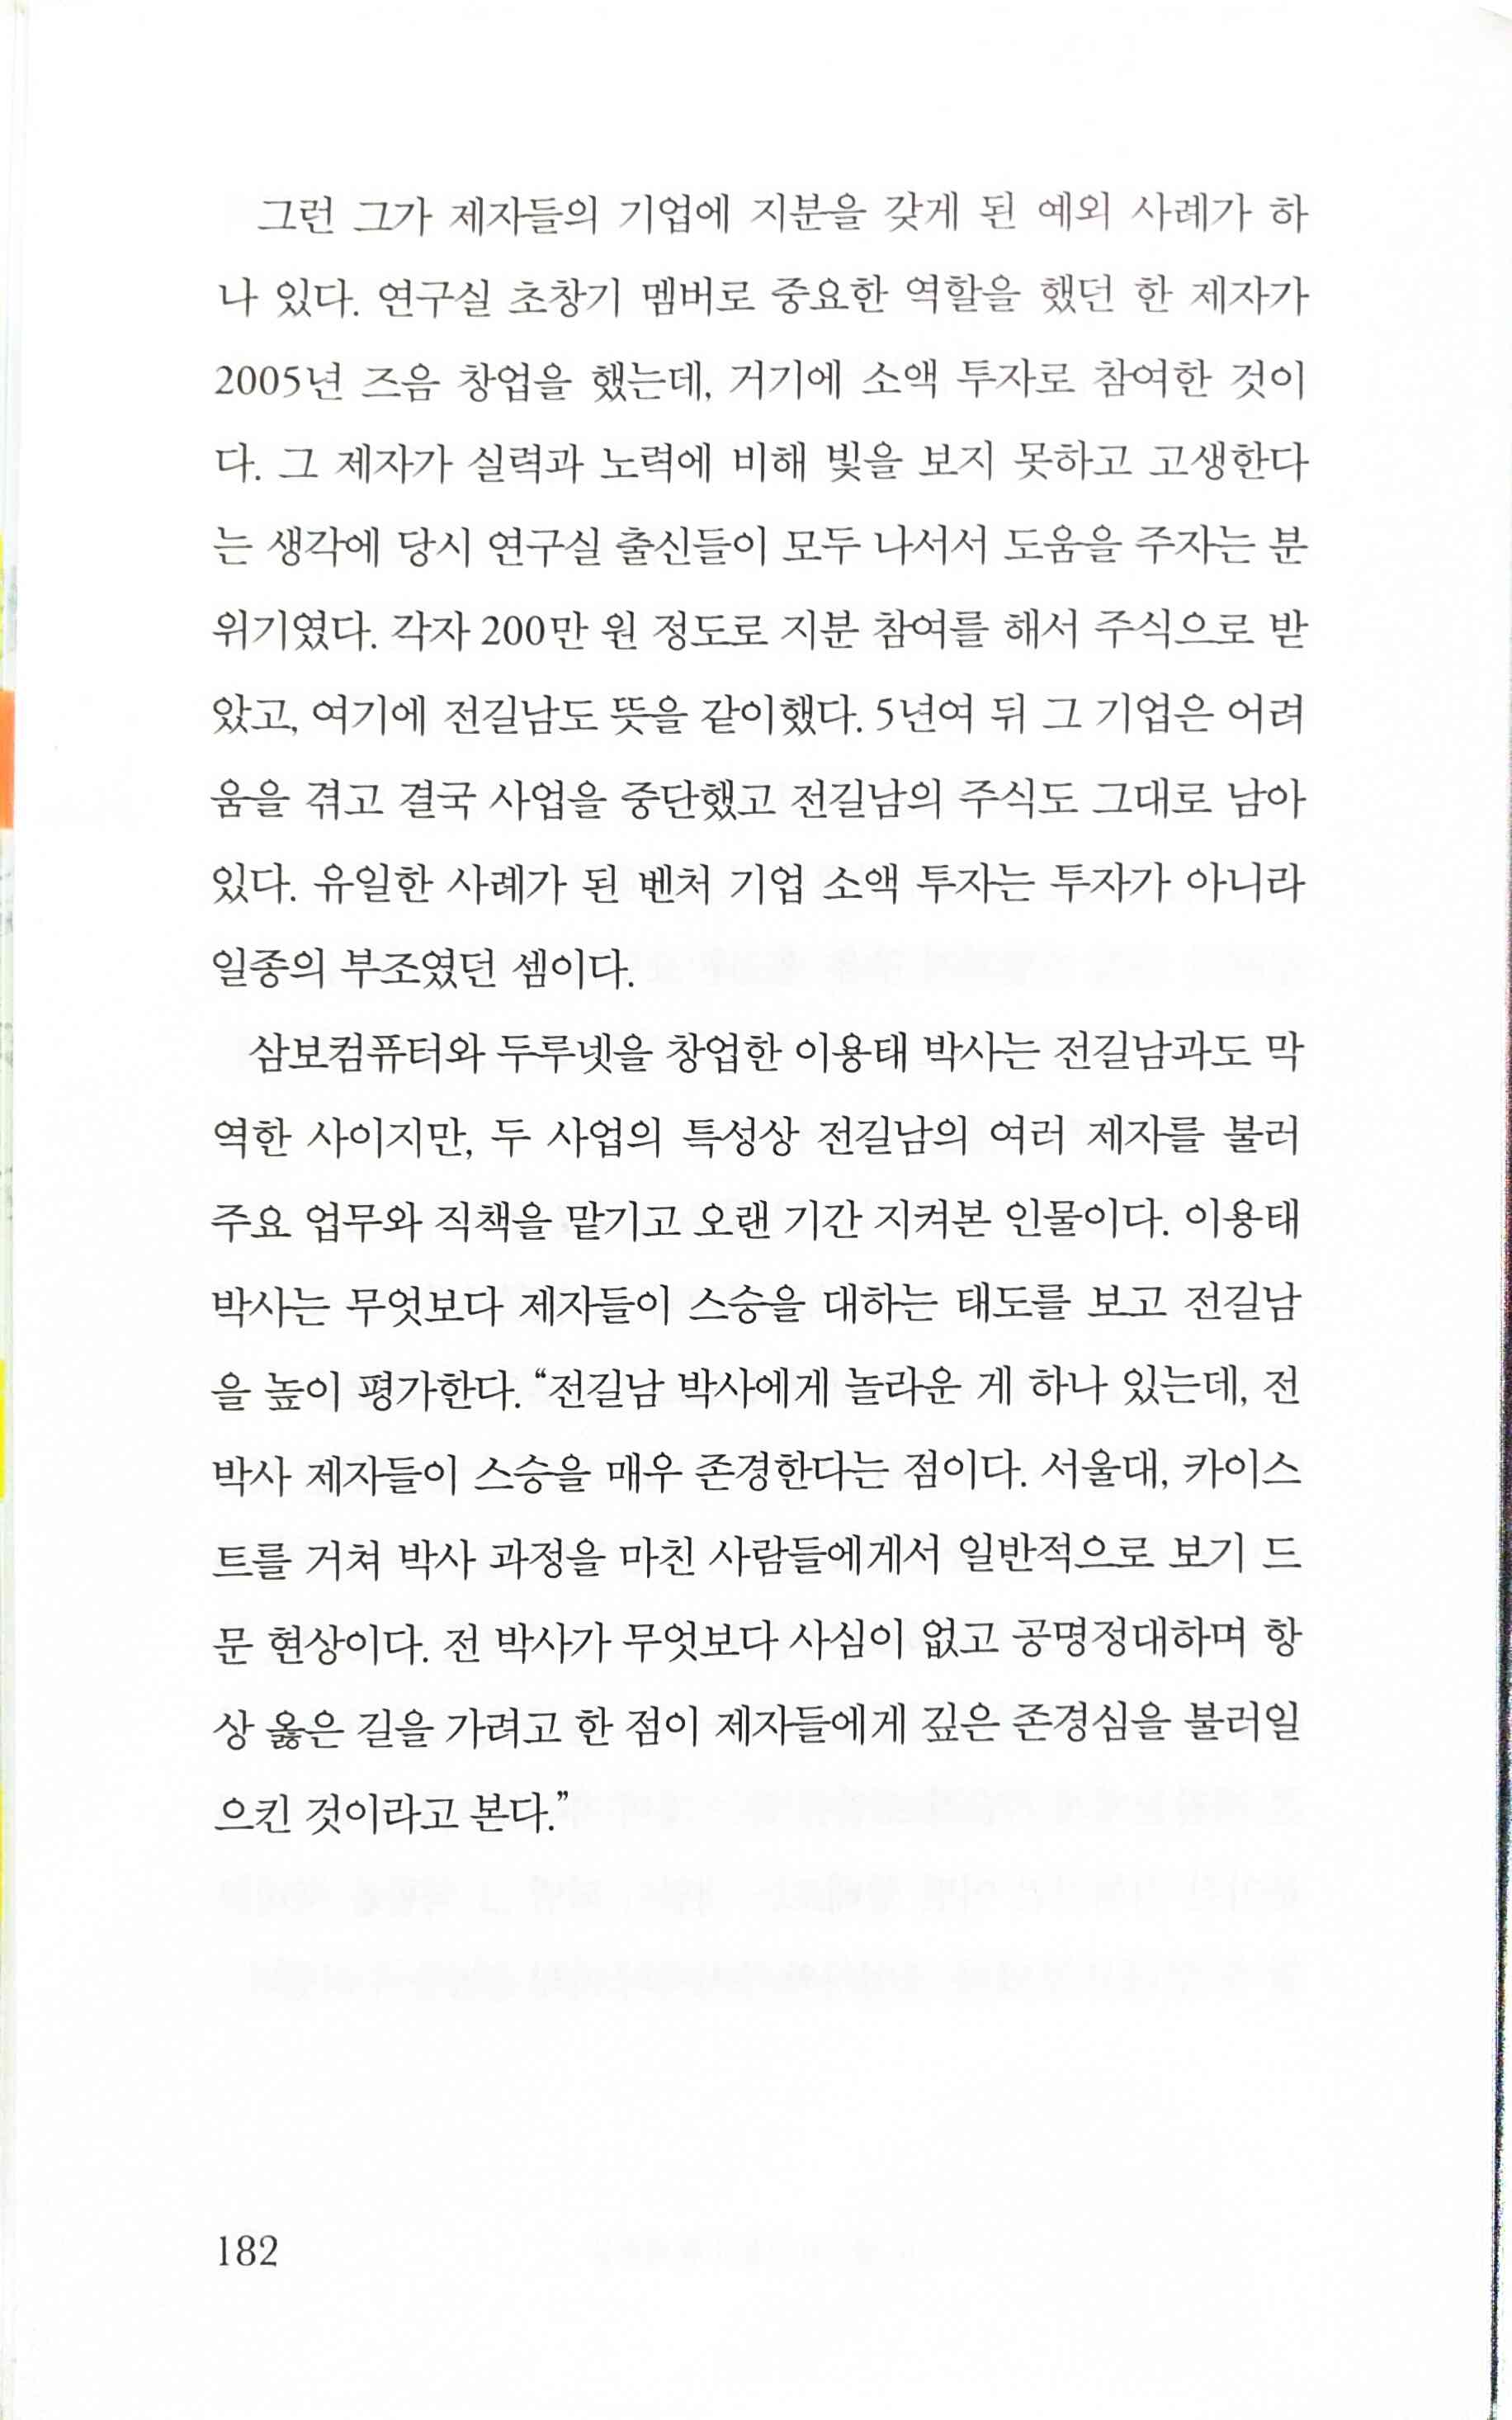 그런 그가 제자들의 기업에 지분을 갖게 된 예외 사례가 하
나 있다. 연구실 초창기 멤버로 중요한 역할을 했던 한 제자가
2005년 즈음 창업을 했는데, 거기에 소액 투자로 참여한 것이
다. 그 제자가 실력과 노력에 비해 빛을 보지 못하고 고생한다
는 생각에 당시 연구실 출신들이 모두 나서서 도움을 주자는 분
위기였다. 각자 200만 원 정도로 지분 참여를 해서 주식으로 받
았고, 여기에 전길남도 뜻을 같이했다. 5년여 뒤 그 기업은 어려
움을 겪고 결국 사업을 중단했고 전길남의 주식도 그대로 남아
있다. 유일한 사례가 된 벤처 기업 소액 투자는 투자가 아니라
일종의 부조였던 셈이다.
삼보컴퓨터와 두루넷을 창업한 이용태 박사는 전길남과도 막
역한 사이지만, 두 사업의 특성상 전길남의 여러 제자를 불러
주요 업무와 직책을 맡기고 오랜 기간 지켜본 인물이다. 이용태
박사는 무엇보다 제자들이 스승을 대하는 태도를 보고 전길남
을 높이 평가한다. “전길남 박사에게 놀라운 게 하나 있는데, 전
박사 제자들이 스승을 매우 존경한다는 점이다. 서울대, 카이스
트를 거쳐 박사 과정을 마친 사람들에게서 일반적으로 보기 드
문 현상이다. 전 박사가 무엇보다 사심이 없고 공명정대하며 항
상 옳은 길을 가려고 한 점이 제자들에게 깊은 존경심을 불러일
으킨 것이라고 본다.”
182